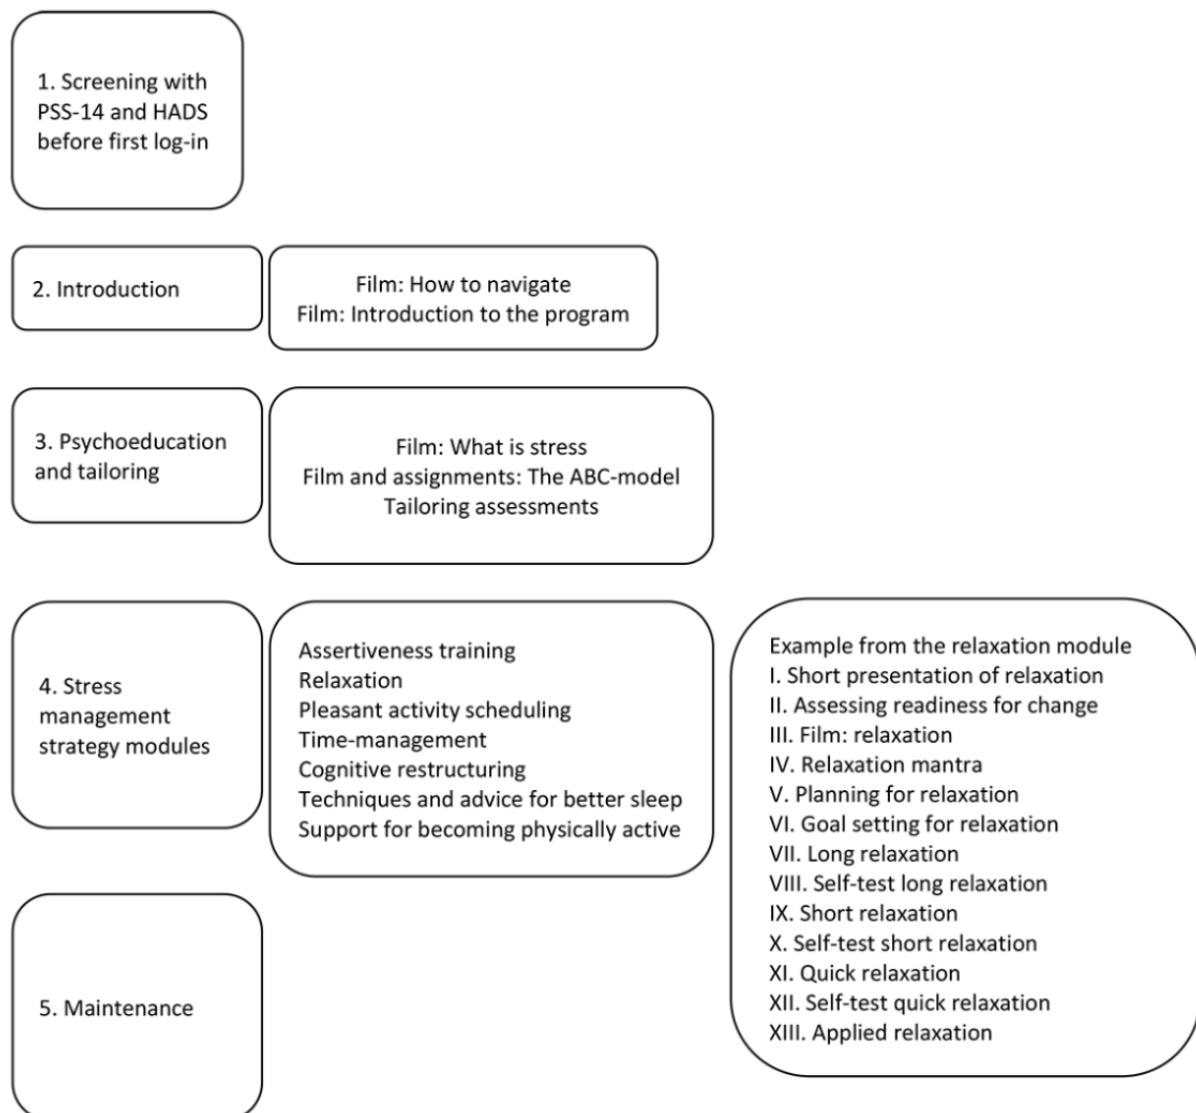 1. Screening with
PSS-14 and HADS
before first log-in
2. Introduction
Film: How to navigate
Film: Introduction to the program
3. Psychoeducation
and tailoring
Film: What is stress
Film and assignments: The ABC-model
Tailoring assessments
4. Stress
management
strategy modules
Assertiveness training
Relaxation
Pleasant activity scheduling
Time-management
Cognitive restructuring
Techniques and advice for better sleep
Support for becoming physically active
Example from the relaxation module
I. Short presentation of relaxation
II. Assessing readiness for change
III. Film: relaxation
IV. Relaxation mantra
V. Planning for relaxation
VI. Goal setting for relaxation
VII. Long relaxation
VIII. Self-test long relaxation
IX. Short relaxation
X. Self-test short relaxation
XI. Quick relaxation
XII. Self-test quick relaxation
XIII. Applied relaxation
5. Maintenance